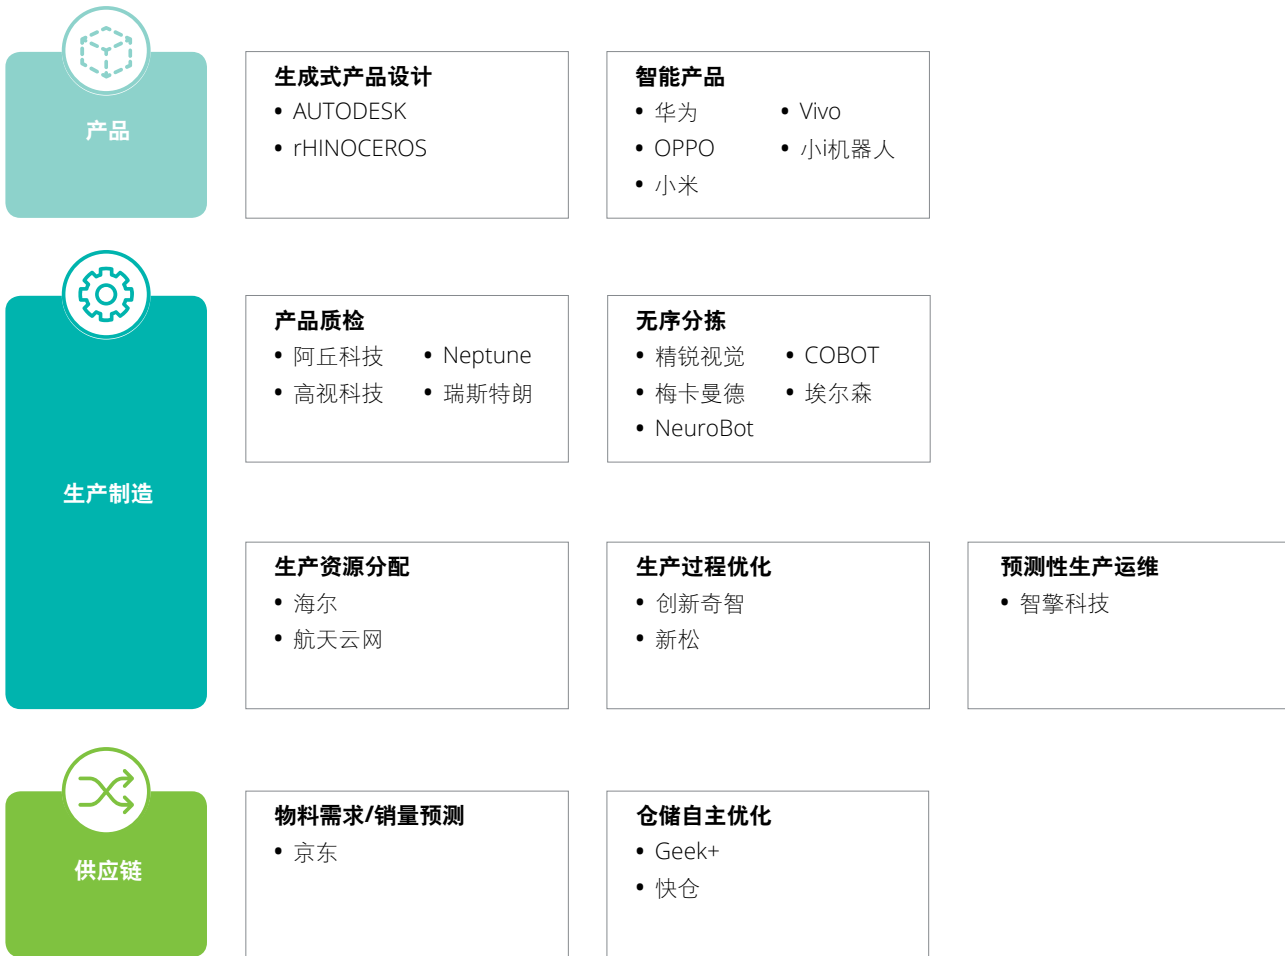 产品
生成式产品设计
• AUTODESK
• rHINOCEROS
智能产品
• 华为
• OPPO
• 小米
• Vivo
• 小i机器人
生产制造
产品质检
• 阿丘科技
• 高视科技
• Neptune
• 瑞斯特朗
无序分拣
• 精锐视觉
• 梅卡曼德
• NeuroBot
• COBOT
• 埃尔森
生产资源分配
• 海尔
• 航天云网
生产过程优化
• 创新奇智
• 新松
预测性生产运维
• 智擎科技
供应链
物料需求/销量预测
• 京东
仓储自主优化
• Geek+
• 快仓